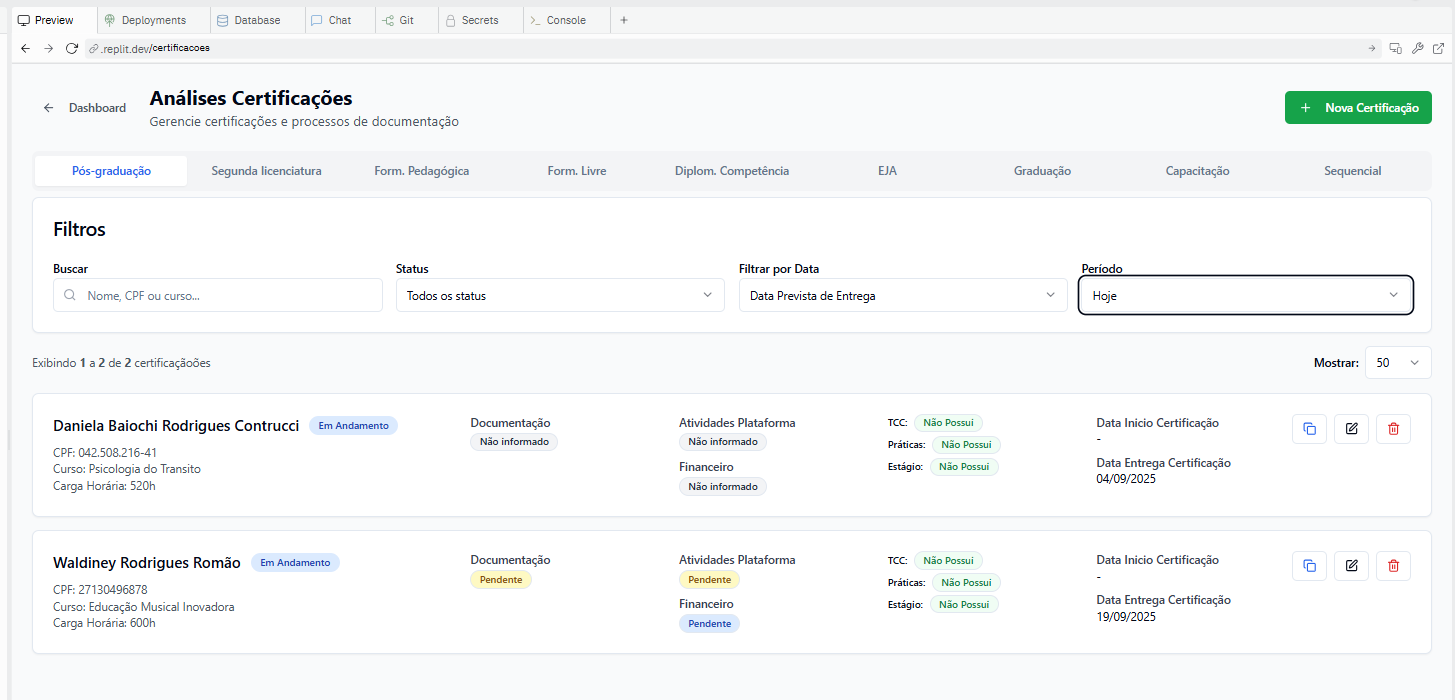 Preview
Deployments
Database
Chat
Git
Secrets
Console
.replit.dev/certificacoes
Dashboard
Análises Certificações
Gerencie certificações e processos de documentação
Nova Certificação
Pós-graduação
Segunda licenciatura
Form. Pedagógica
Form. Livre
Diplom. Competência
EJA
Graduação
Capacitação
Sequencial
Filtros
Buscar
Nome, CPF ou curso...
Status
Todos os status
Filtrar por Data
Data Prevista de Entrega
Período
Hoje
Exibindo 1 a 2 de 2 certificaçãoões
Mostrar:
50
Daniela Baiochi Rodrigues Contrucci
Em Andamento
CPF: 042.508.216-41
Curso: Psicologia do Transito
Carga Horária: 520h
Documentação
Não informado
Atividades Plataforma
Não informado
Financeiro
Não informado
TCC: Não Possui
Práticas: Não Possui
Estágio: Não Possui
Data Inicio Certificação
-
Data Entrega Certificação
04/09/2025
Waldiney Rodrigues Romão
Em Andamento
CPF: 27130496878
Curso: Educação Musical Inovadora
Carga Horária: 600h
Documentação
Pendente
Atividades Plataforma
Pendente
Financeiro
Pendente
TCC: Não Possui
Práticas: Não Possui
Estágio: Não Possui
Data Inicio Certificação
-
Data Entrega Certificação
19/09/2025